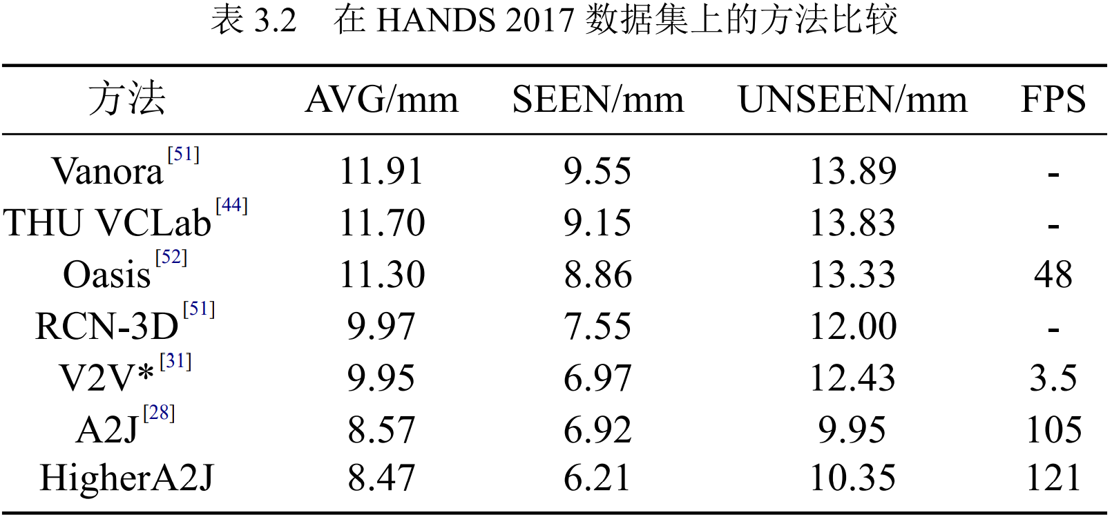 表 3.2 在 HANDS 2017 数据集上的方法比较
方法 AVG/mm SEEN/mm UNSEEN/mm FPS
Vanora[51] 11.91 9.55 13.89 -
THU VCLab[44] 11.70 9.15 13.83 -
Oasis[52] 11.30 8.86 13.33 48
RCN-3D[51] 9.97 7.55 12.00 -
V2V*[31] 9.95 6.97 12.43 3.5
A2J[28] 8.57 6.92 9.95 105
HigherA2J 8.47 6.21 10.35 121